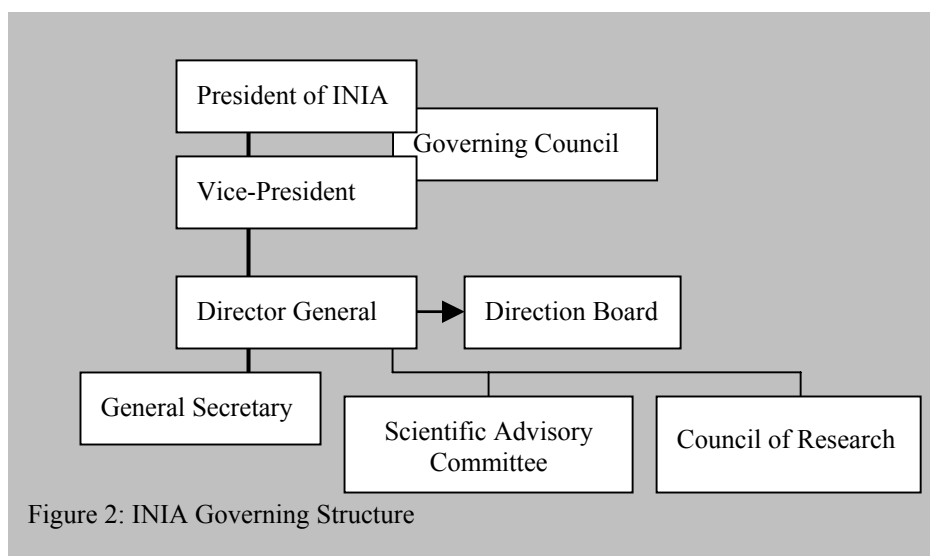 President of INIA
Governing Council
Vice-President
Director General
Direction Board
General Secretary
Scientific Advisory
Committee
Council of Research
Figure 2: INIA Governing Structure